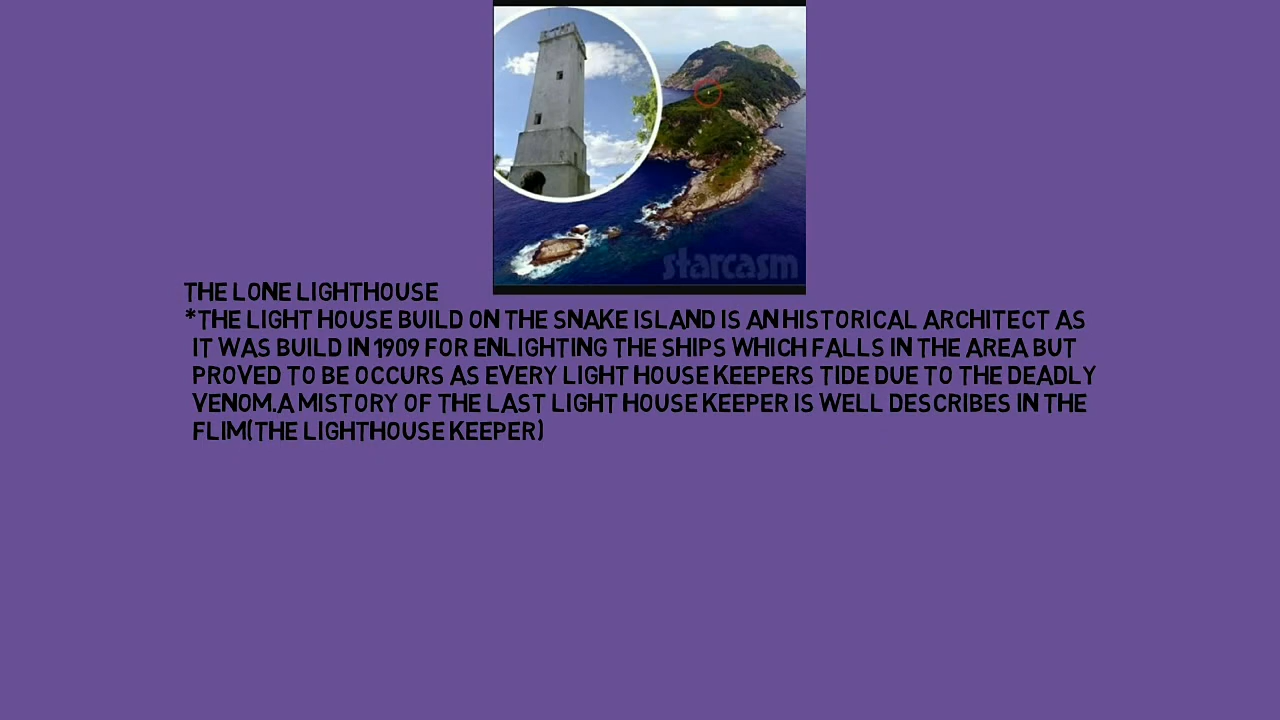 starcasm
THE LONE LIGHTHOUSE
*THE LIGHT HOUSE BUILD ON THE SNAKE ISLAND IS AN HISTORICAL ARCHITECT AS
IT WAS BUILD IN 1909 FOR ENLIGHTING THE SHIPS WHICH FALLS IN THE AREA BUT
PROVED TO BE OCCURS AS EVERY LIGHT HOUSE KEEPERS TIDE DUE TO THE DEADLY
VENOM.A MISTORY OF THE LAST LIGHT HOUSE KEEPER IS WELL DESCRIBES IN THE
FLIM(THE LIGHTHOUSE KEEPER)